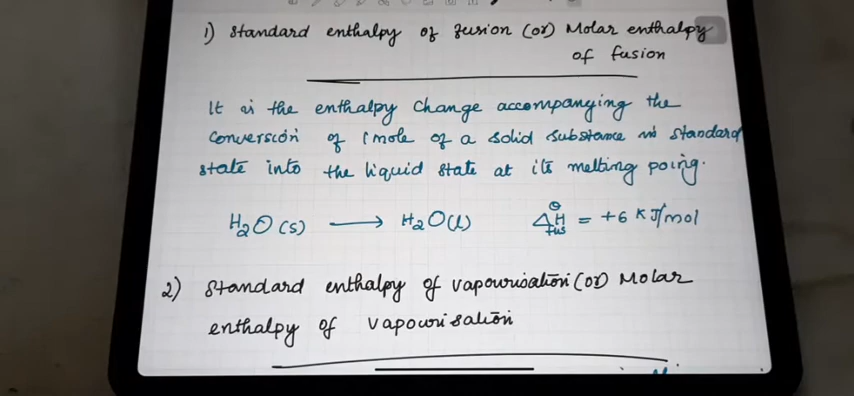 1) Standard enthalpy of fusion (or) Molar enthalpy
of fusion
It is the enthalpy change accompanying the
conversion of 1 mole of a solid substance in standard
state into the liquid state at its melting poing.
H₂O (s) ⟶ H₂O (l) Δ_fus H^⊖ = +6 KJ/mol
2) Standard enthalpy of vapourisation (or) Molar
enthalpy of vapourisation